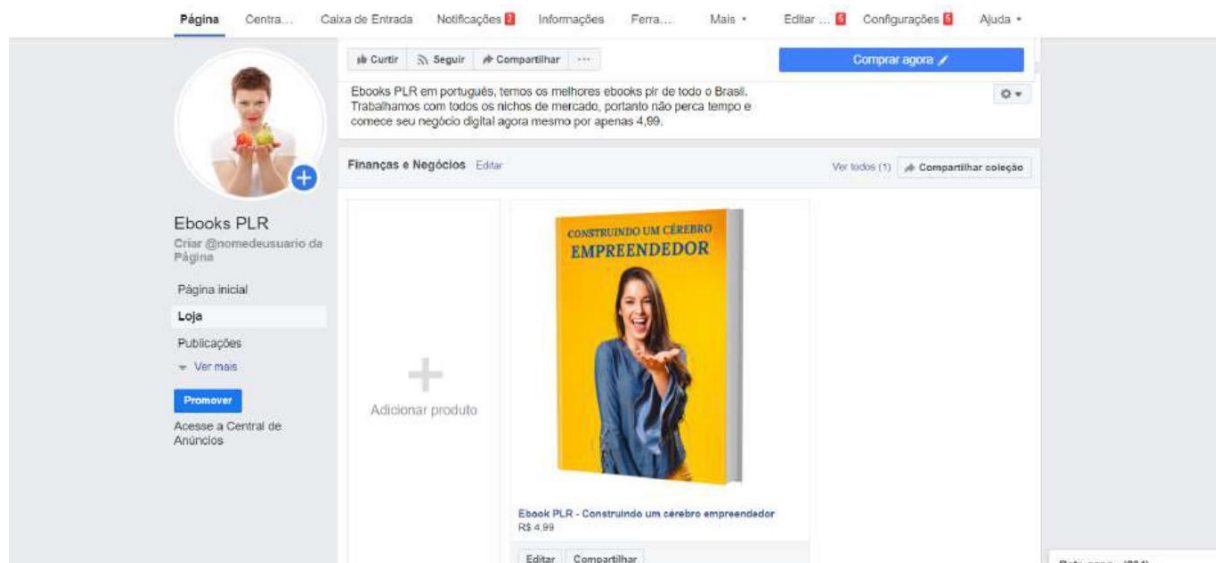 Página Centra... Caixa de Entrada Notificações 2 Informações Ferra... Mais Editar ... 5 Configurações 5 Ajuda
Curtir Seguir Compartilhar ...
Comprar agora
Ebooks PLR em português, temos os melhores ebooks plr de todo o Brasil.
Trabalhamos com todos os nichos de mercado, portanto não perca tempo e
comece seu negócio digital agora mesmo por apenas 4,99.
Finanças e Negócios Editar
Ver todos (1) Compartilhar coleção
Ebooks PLR
Criar @nomedeusuario da
Página
Página inicial
Loja
Publicações
Ver mais
Promover
Acesse a Central de
Anúncios
Adicionar produto
CONSTRUINDO UM CÉREBRO
EMPREENDEDOR
Ebook PLR - Construindo um cérebro empreendedor
R$ 4,99
Editar Compartilhar